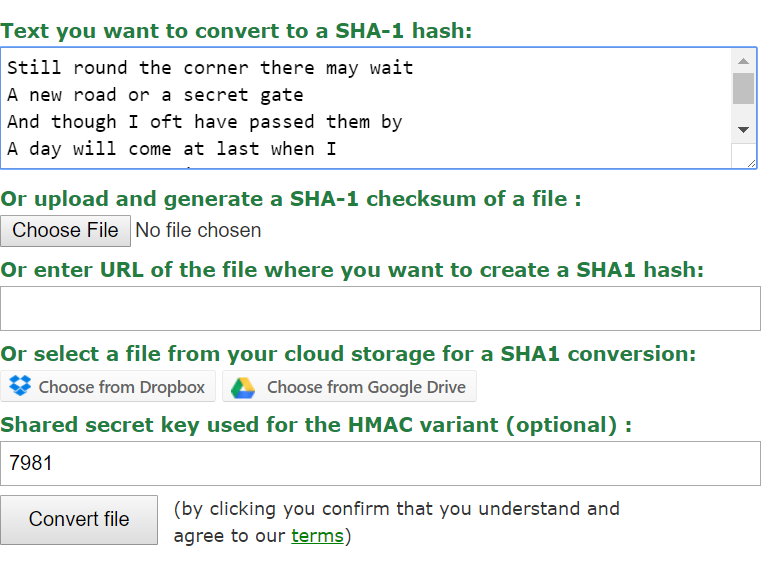 Text you want to convert to a SHA-1 hash:
Still round the corner there may wait
A new road or a secret gate
And though I oft have passed them by
A day will come at last when I
Or upload and generate a SHA-1 checksum of a file :
Choose File No file chosen
Or enter URL of the file where you want to create a SHA1 hash:
Or select a file from your cloud storage for a SHA1 conversion:
Choose from Dropbox Choose from Google Drive
Shared secret key used for the HMAC variant (optional) :
7981
Convert file (by clicking you confirm that you understand and
agree to our terms)